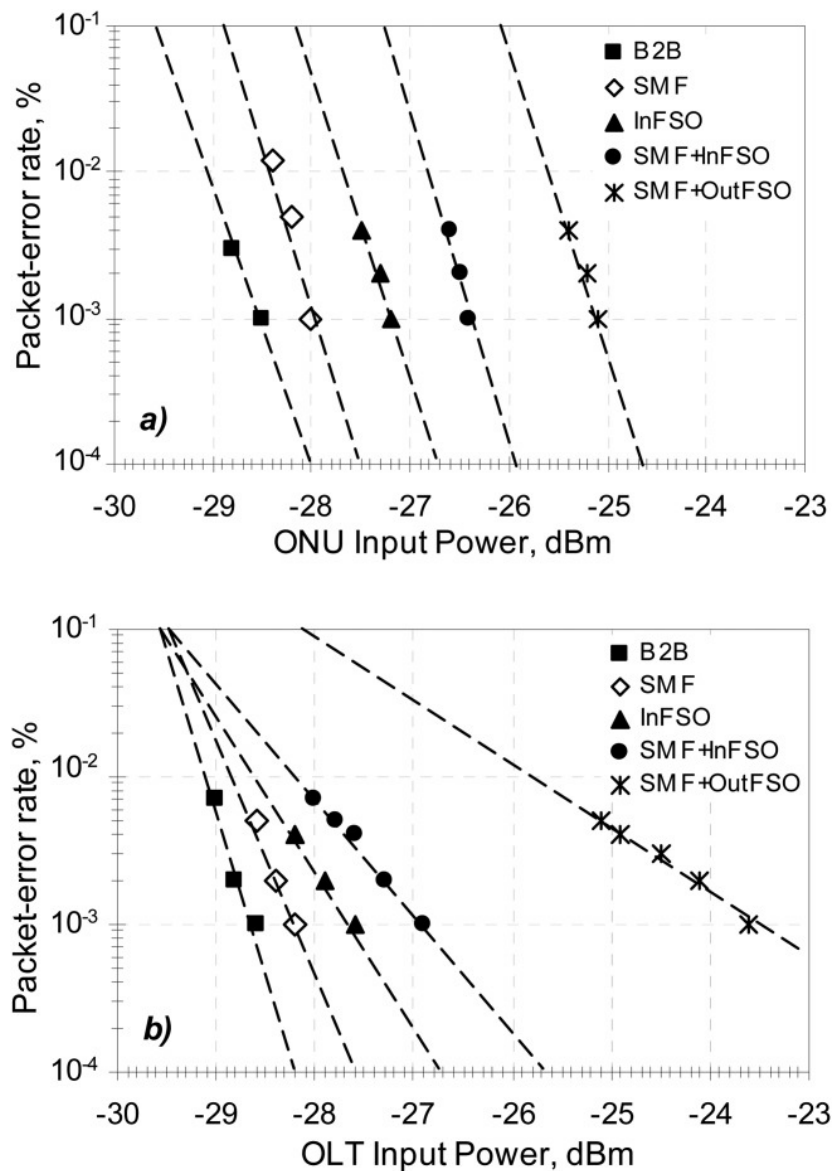 10-1
B2B
SMF
InFSO
SMF+InFSO
SMF+OutFSO
10-2
10-3
10-4
Packet-error rate, %
a)
-30 -29 -28 -27 -26 -25 -24 -23
ONU Input Power, dBm
10-1
B2B
SMF
InFSO
SMF+InFSO
SMF+OutFSO
10-2
10-3
10-4
Packet-error rate, %
b)
-30 -29 -28 -27 -26 -25 -24 -23
OLT Input Power, dBm